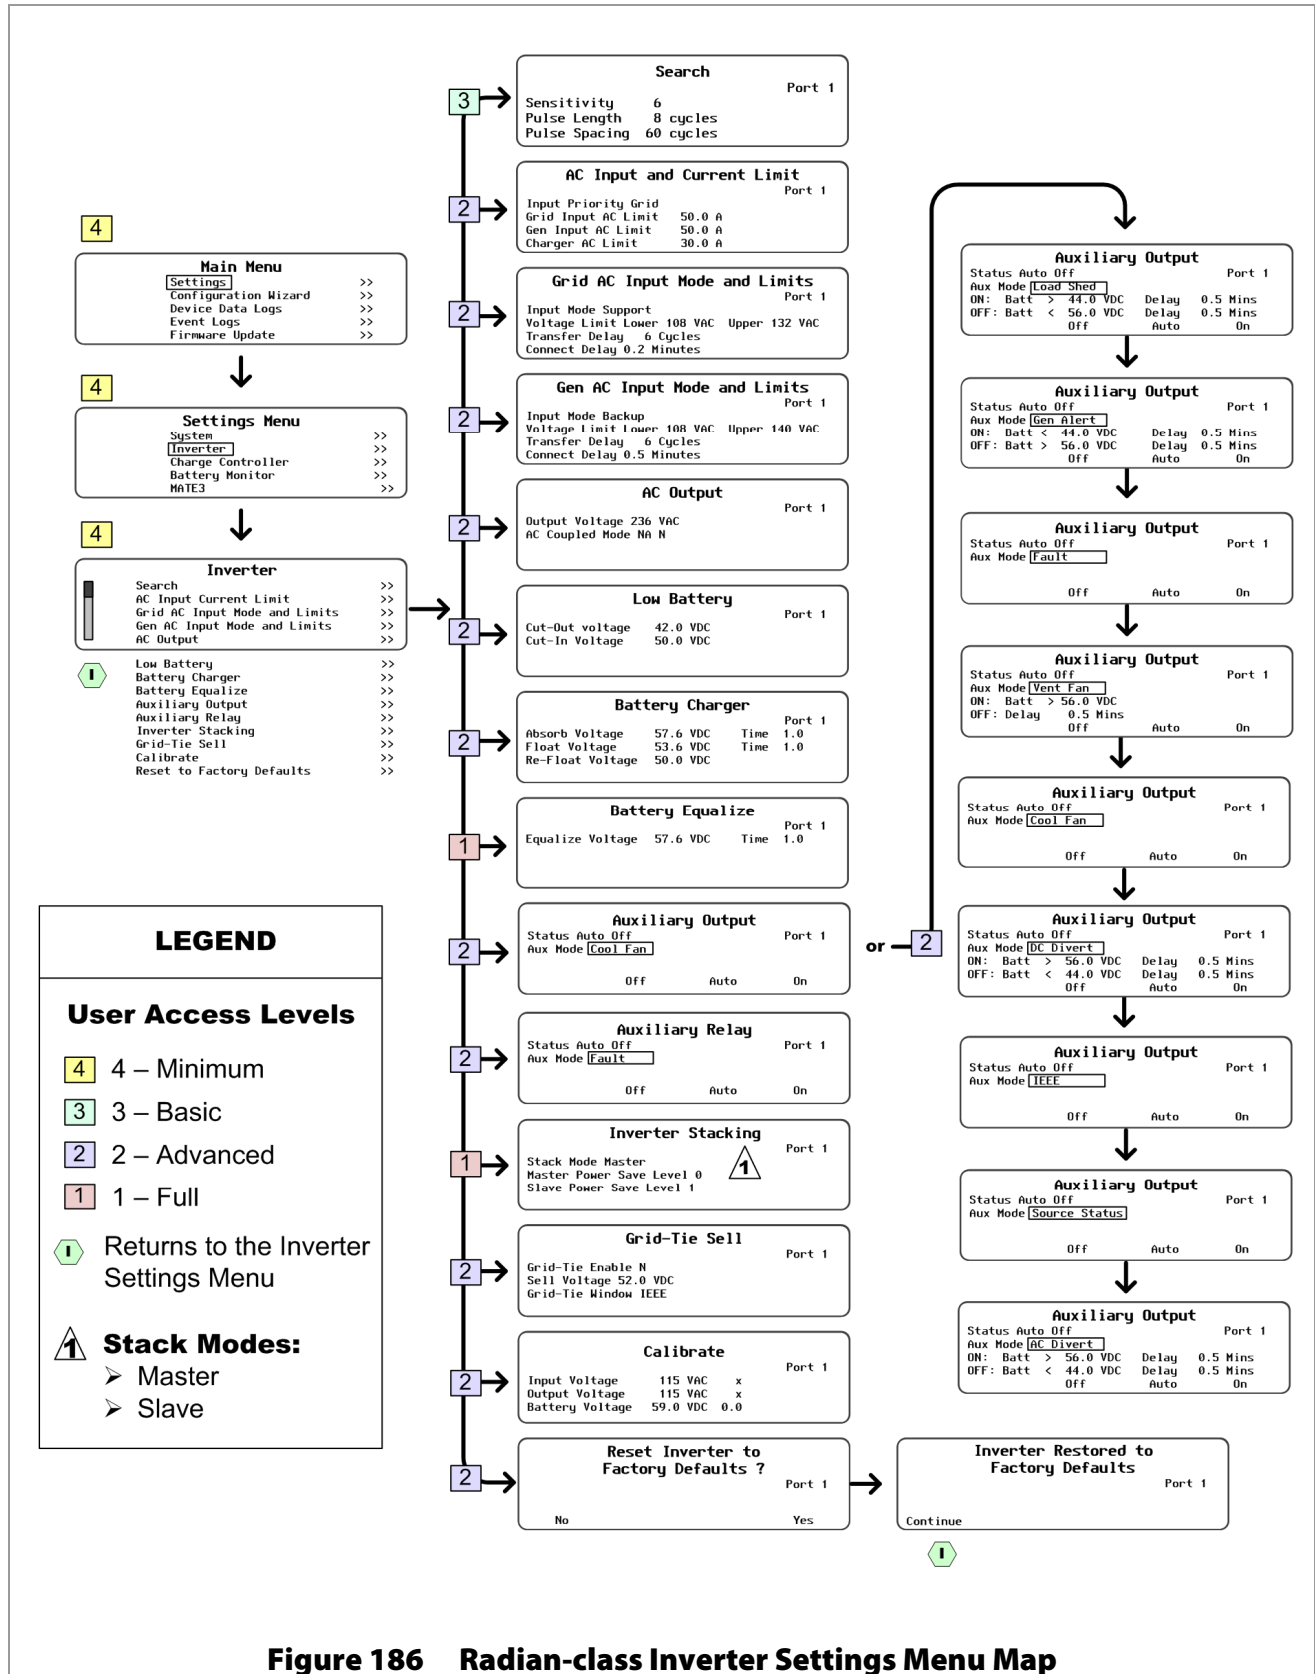 4
Main Menu
Settings >>
Configuration Wizard >>
Device Data Logs >>
Event Logs >>
Firmware Update >>
4
Settings Menu
System >>
Inverter >>
Charge Controller >>
Battery Monitor >>
MATE3 >>
4
Inverter
Search >>
AC Input Current Limit >>
Grid AC Input Mode and Limits >>
Gen AC Input Mode and Limits >>
AC Output >>
I
Low Battery >>
Battery Charger >>
Battery Equalize >>
Auxiliary Output >>
Auxiliary Relay >>
Inverter Stacking >>
Grid-Tie Sell >>
Calibrate >>
Reset to Factory Defaults >>
LEGEND
User Access Levels
4 4 – Minimum
3 3 – Basic
2 2 – Advanced
1 1 – Full
I Returns to the Inverter
Settings Menu
1 Stack Modes:
➢ Master
➢ Slave
3
Search
Port 1
Sensitivity 6
Pulse Length 8 cycles
Pulse Spacing 60 cycles
2
AC Input and Current Limit
Port 1
Input Priority Grid
Grid Input AC Limit 50.0 A
Gen Input AC Limit 50.0 A
Charger AC Limit 30.0 A
2
Grid AC Input Mode and Limits
Port 1
Input Mode Support
Voltage Limit Lower 108 VAC Upper 132 VAC
Transfer Delay 6 Cycles
Connect Delay 0.2 Minutes
2
Gen AC Input Mode and Limits
Port 1
Input Mode Backup
Voltage Limit Lower 108 VAC Upper 140 VAC
Transfer Delay 6 Cycles
Connect Delay 0.5 Minutes
2
AC Output
Port 1
Output Voltage 236 VAC
AC Coupled Mode NA N
2
Low Battery
Port 1
Cut-Out voltage 42.0 VDC
Cut-In Voltage 50.0 VDC
2
Battery Charger
Port 1
Absorb Voltage 57.6 VDC Time 1.0
Float Voltage 53.6 VDC Time 1.0
Re-Float Voltage 50.0 VDC
1
Battery Equalize
Port 1
Equalize Voltage 57.6 VDC Time 1.0
2
Auxiliary Output
Status Auto Off Port 1
Aux Mode Cool Fan
Off Auto On
or 2
2
Auxiliary Relay
Status Auto Off Port 1
Aux Mode Fault
Off Auto On
1
Inverter Stacking
Port 1
Stack Mode Master
Master Power Save Level 0
Slave Power Save Level 1
1
2
Grid-Tie Sell
Port 1
Grid-Tie Enable N
Sell Voltage 52.0 VDC
Grid-Tie Window IEEE
2
Calibrate
Port 1
Input Voltage 115 VAC x
Output Voltage 115 VAC x
Battery Voltage 59.0 VDC 0.0
2
Reset Inverter to
Factory Defaults ?
Port 1
No Yes
Inverter Restored to
Factory Defaults
Port 1
Continue
I
Auxiliary Output
Status Auto Off Port 1
Aux Mode Load Shed
ON: Batt > 44.0 VDC Delay 0.5 Mins
OFF: Batt < 56.0 VDC Delay 0.5 Mins
Off Auto On
Auxiliary Output
Status Auto Off Port 1
Aux Mode Gen Alert
ON: Batt < 44.0 VDC Delay 0.5 Mins
OFF: Batt > 56.0 VDC Delay 0.5 Mins
Off Auto On
Auxiliary Output
Status Auto Off Port 1
Aux Mode Fault
Off Auto On
Auxiliary Output
Status Auto Off Port 1
Aux Mode Vent Fan
ON: Batt > 56.0 VDC
OFF: Delay 0.5 Mins
Off Auto On
Auxiliary Output
Status Auto Off Port 1
Aux Mode Cool Fan
Off Auto On
Auxiliary Output
Status Auto Off Port 1
Aux Mode DC Divert
ON: Batt > 56.0 VDC Delay 0.5 Mins
OFF: Batt < 44.0 VDC Delay 0.5 Mins
Off Auto On
Auxiliary Output
Status Auto Off Port 1
Aux Mode IEEE
Off Auto On
Auxiliary Output
Status Auto Off Port 1
Aux Mode Source Status
Off Auto On
Auxiliary Output
Status Auto Off Port 1
Aux Mode AC Divert
ON: Batt > 56.0 VDC Delay 0.5 Mins
OFF: Batt < 44.0 VDC Delay 0.5 Mins
Off Auto On
Figure 186 Radian-class Inverter Settings Menu Map